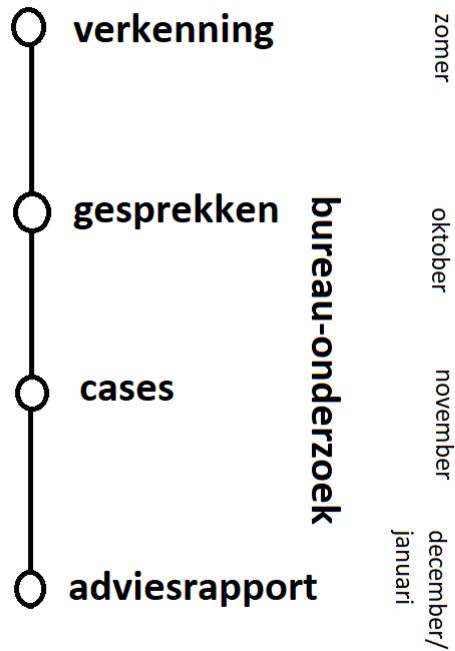 verkenning
zomer
gesprekken
oktober
bureau-onderzoek
cases
november
adviesrapport
december/
januari